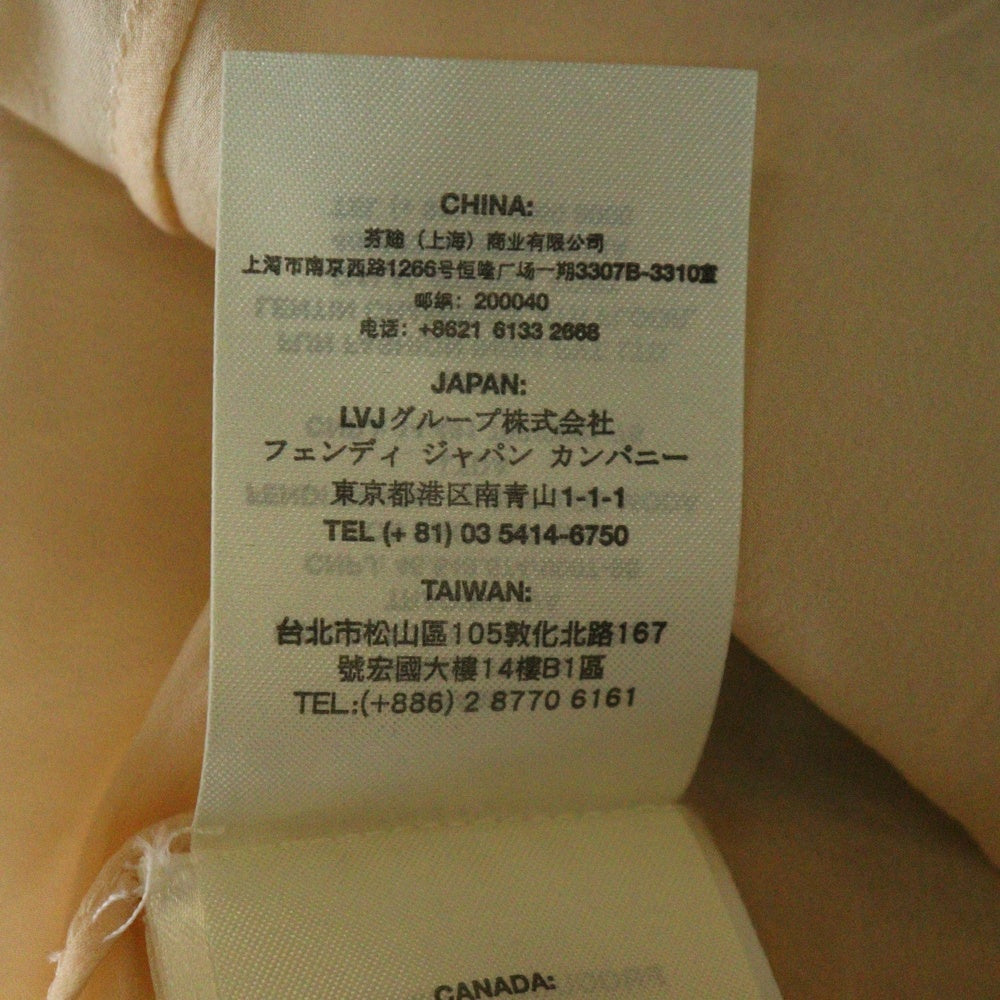 CHINA:
芬迪（上海）商业有限公司
上海市南京西路1266号恒隆广场一期3307B-3310室
邮编：200040
电话：+8621 6133 2668
JAPAN:
LVJグループ株式会社
フェンディ ジャパン カンパニー
東京都港区南青山1-1-1
TEL (+ 81) 03 5414-6750
TAIWAN:
台北市松山區105敦化北路167
號宏國大樓14樓B1區
TEL.:(+886) 2 8770 6161
CANADA: